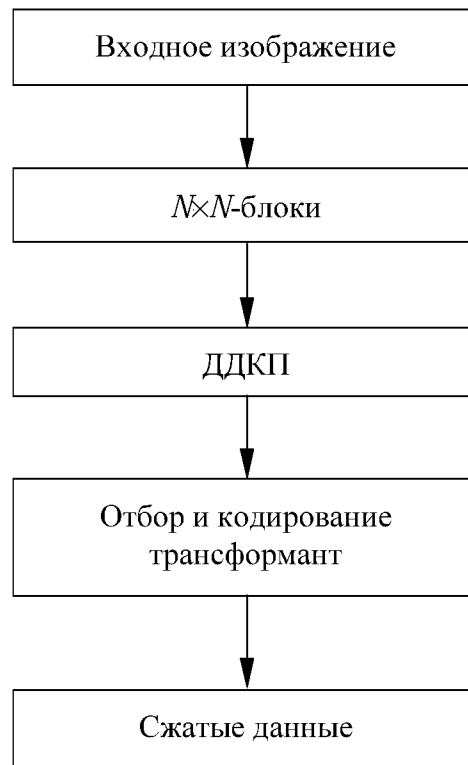 Входное изображение
N×N-блоки
ДДКП
Отбор и кодирование
трансформант
Сжатые данные